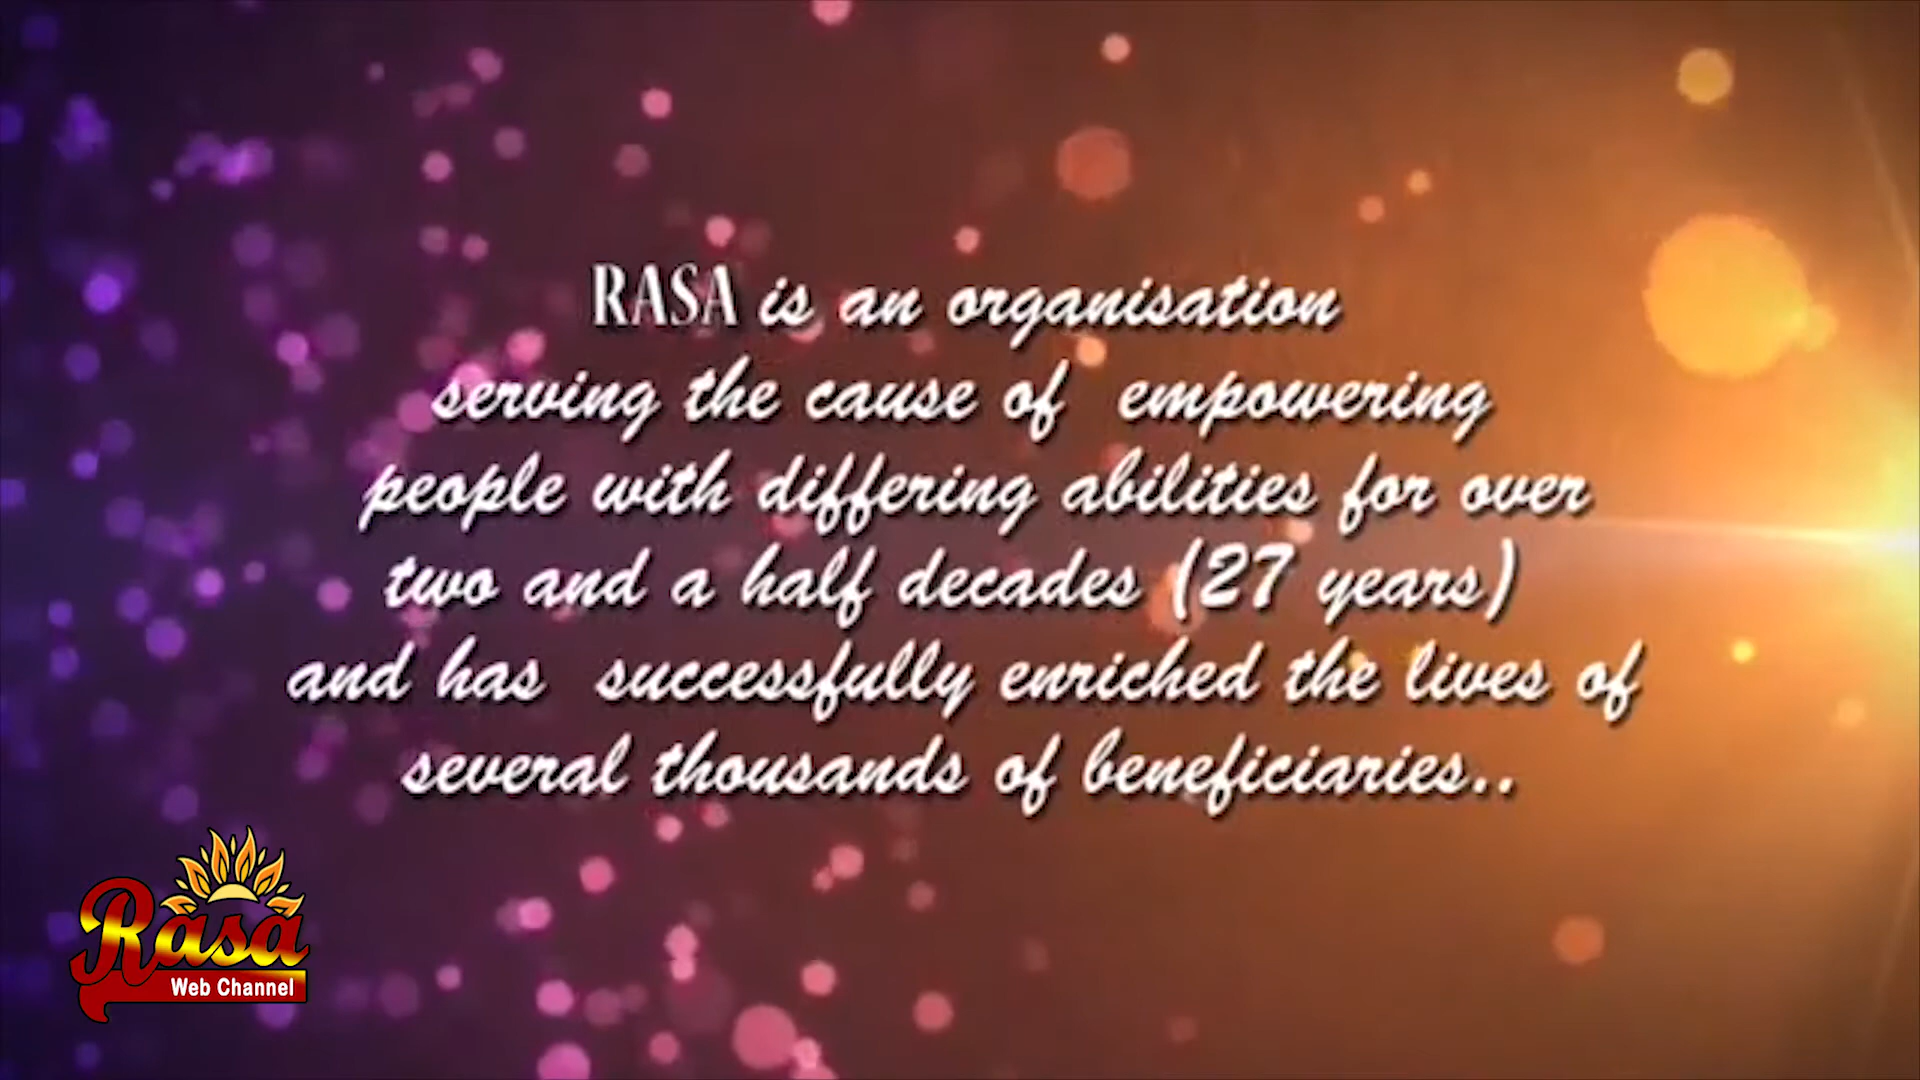 RASA is an organisation
serving the cause of empowering
people with differing abilities for over
two and a half decades (27 years)
and has successfully enriched the lives of
several thousands of beneficiaries..
Rasa
Web Channel